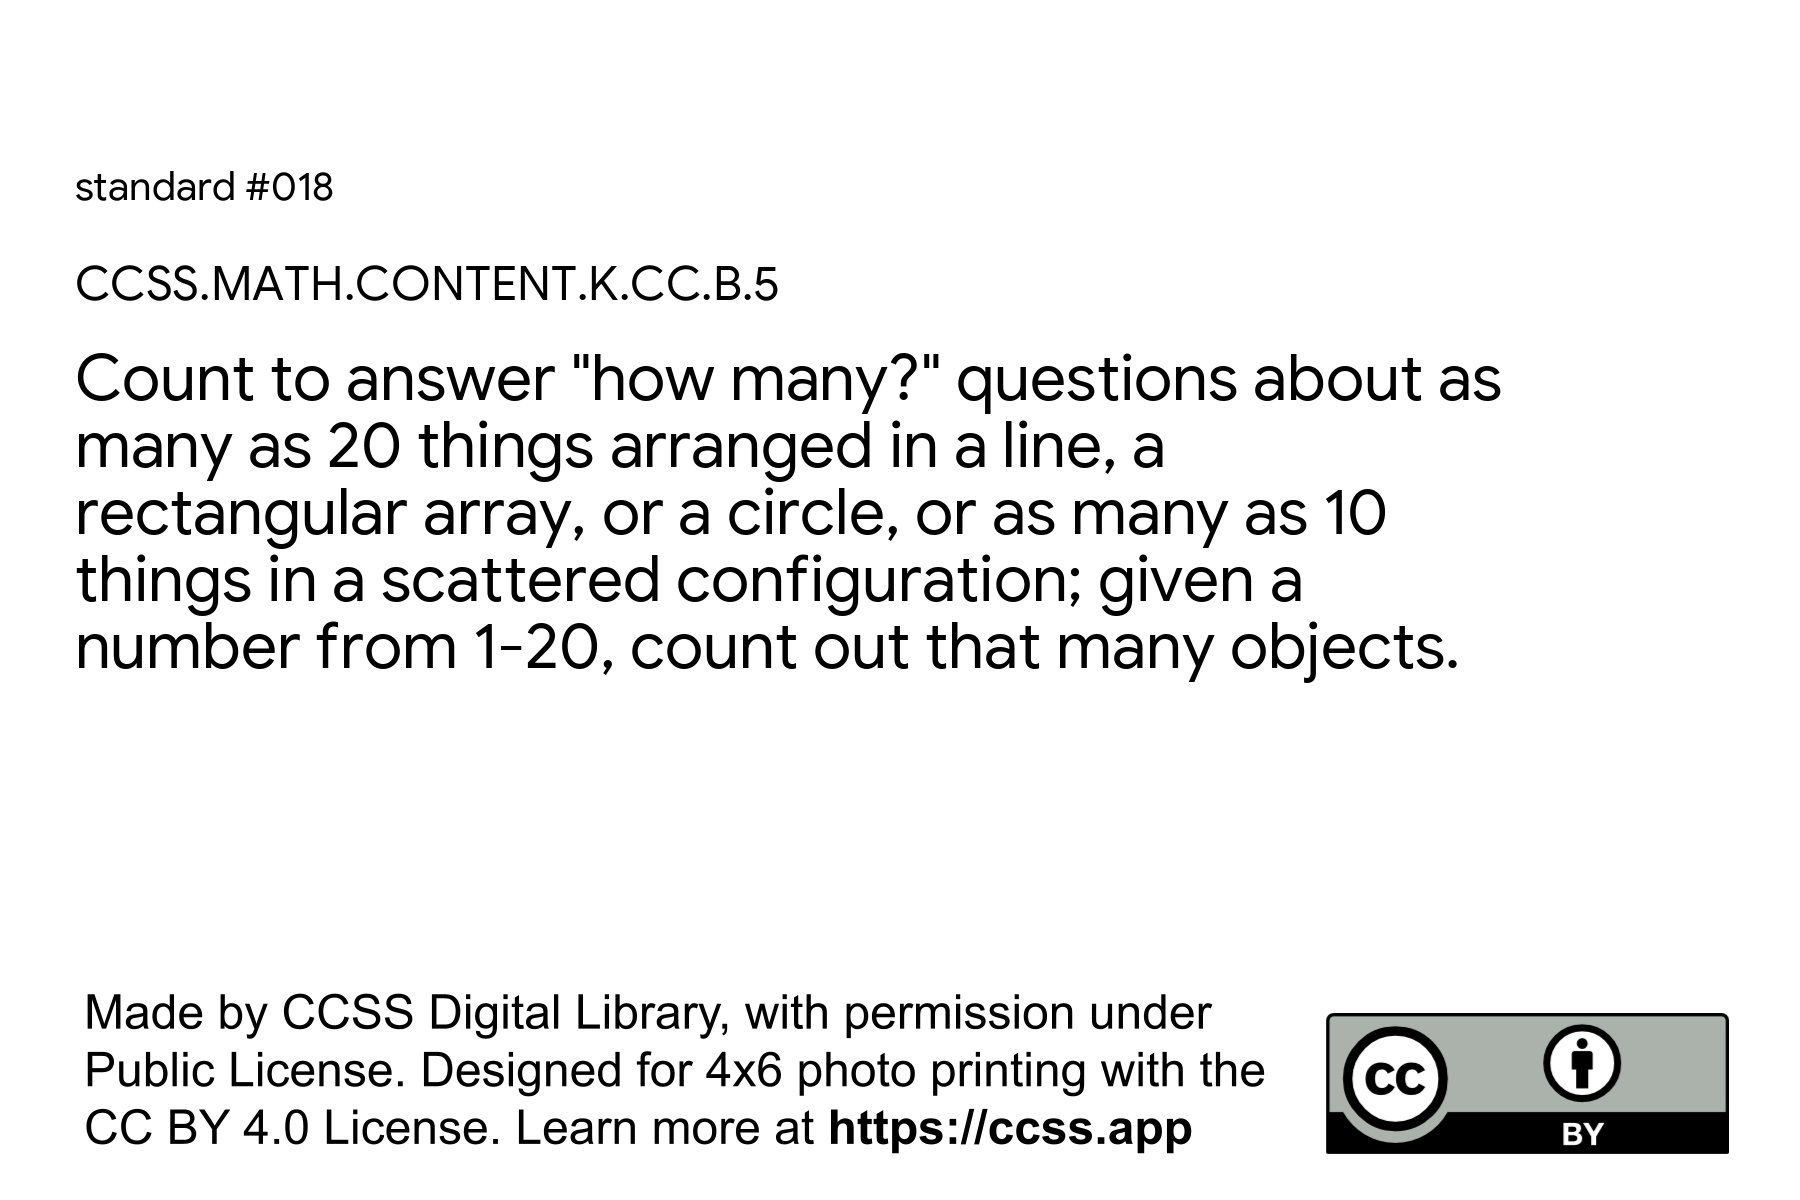 standard #018
CCSS.MATH.CONTENT.K.CC.B.5
Count to answer "how many?" questions about as
many as 20 things arranged in a line, a
rectangular array, or a circle, or as many as 10
things in a scattered configuration; given a
number from 1-20, count out that many objects.
Made by CCSS Digital Library, with permission under
Public License. Designed for 4x6 photo printing with the
CC BY 4.0 License. Learn more at https://ccss.app
CC
BY